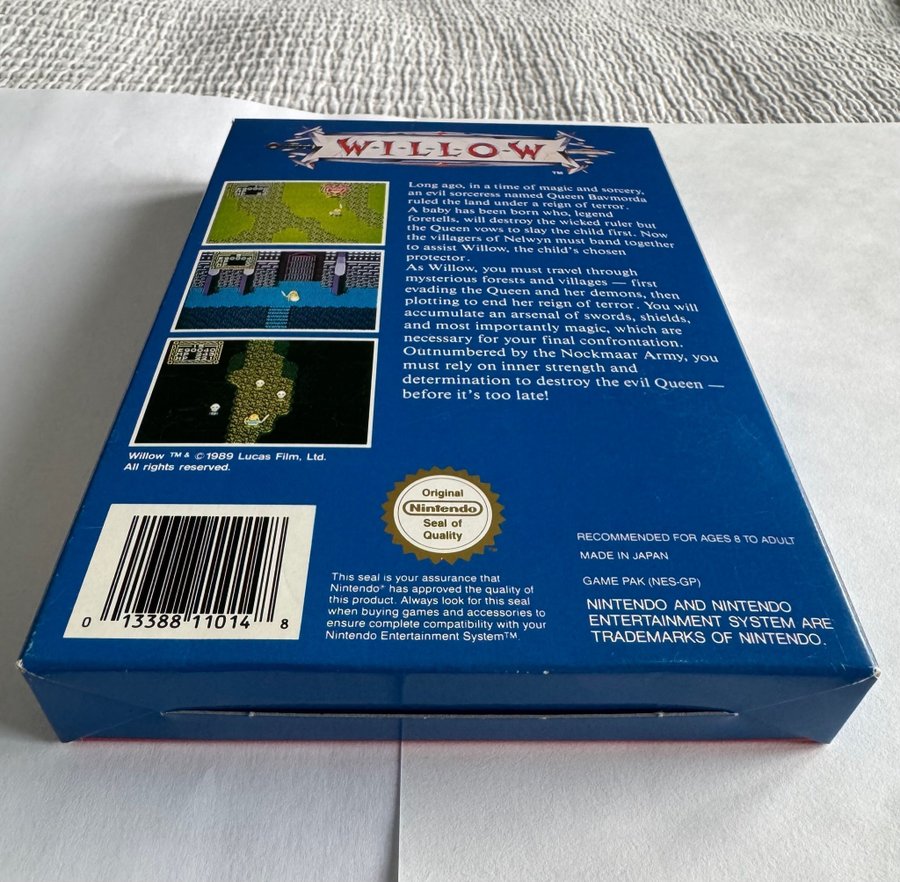 W·I·L·L·O·W
TM
Long ago, in a time of magic and sorcery,
an evil sorceress named Queen Bavmorda
ruled the land under a reign of terror.
A baby has been born who, legend
foretells, will destroy the wicked ruler but
the Queen vows to slay the child first. Now
the villagers of Nelwyn must band together
to assist Willow, the child's chosen
protector.
As Willow, you must travel through
mysterious forests and villages — first
evading the Queen and her demons, then
plotting to end her reign of terror. You will
accumulate an arsenal of swords, shields,
and most importantly magic, which are
necessary for your final confrontation.
Outnumbered by the Nockmaar Army, you
must rely on inner strength and
determination to destroy the evil Queen —
before it's too late!
Willow TM & ©1989 Lucas Film, Ltd.
All rights reserved.
0 13388 11014 8
Original
Nintendo
Seal of
Quality
TM
This seal is your assurance that
Nintendo® has approved the quality of
this product. Always look for this seal
when buying games and accessories to
ensure complete compatibility with your
Nintendo Entertainment System™.
RECOMMENDED FOR AGES 8 TO ADULT
MADE IN JAPAN
GAME PAK (NES-GP)
NINTENDO AND NINTENDO
ENTERTAINMENT SYSTEM ARE
TRADEMARKS OF NINTENDO.